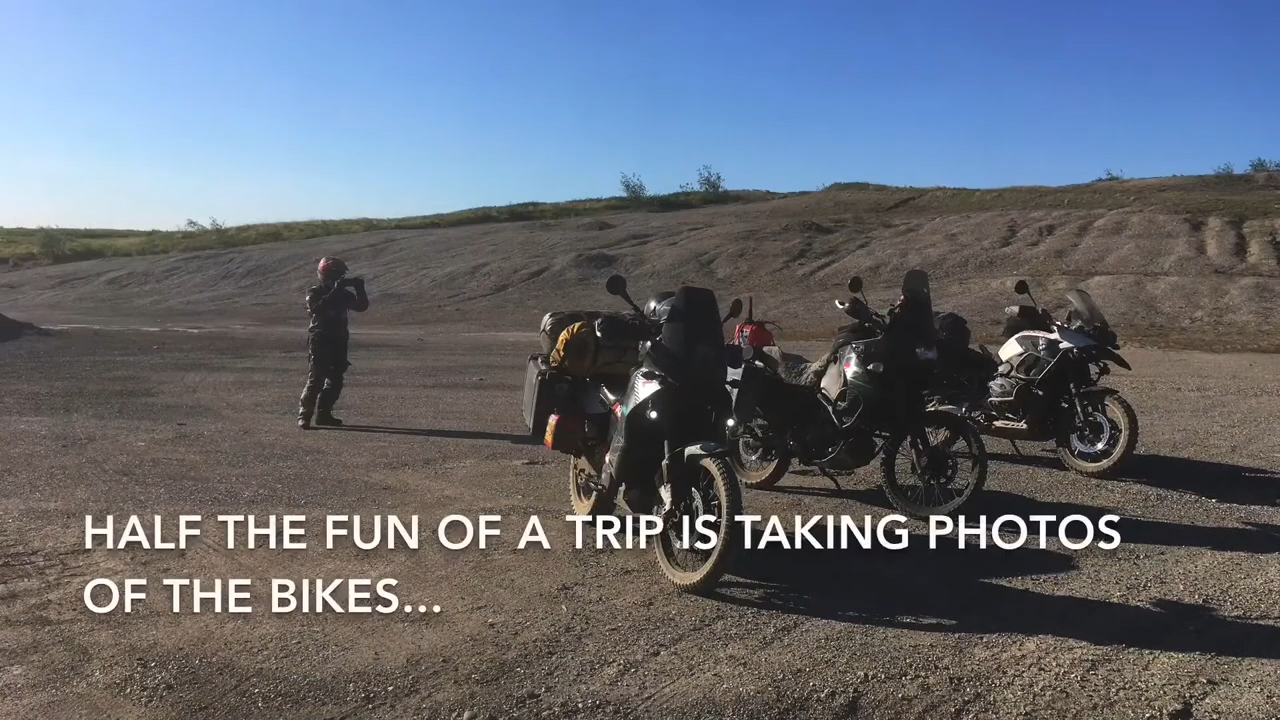 HALF THE FUN OF A TRIP IS TAKING PHOTOS
OF THE BIKES...